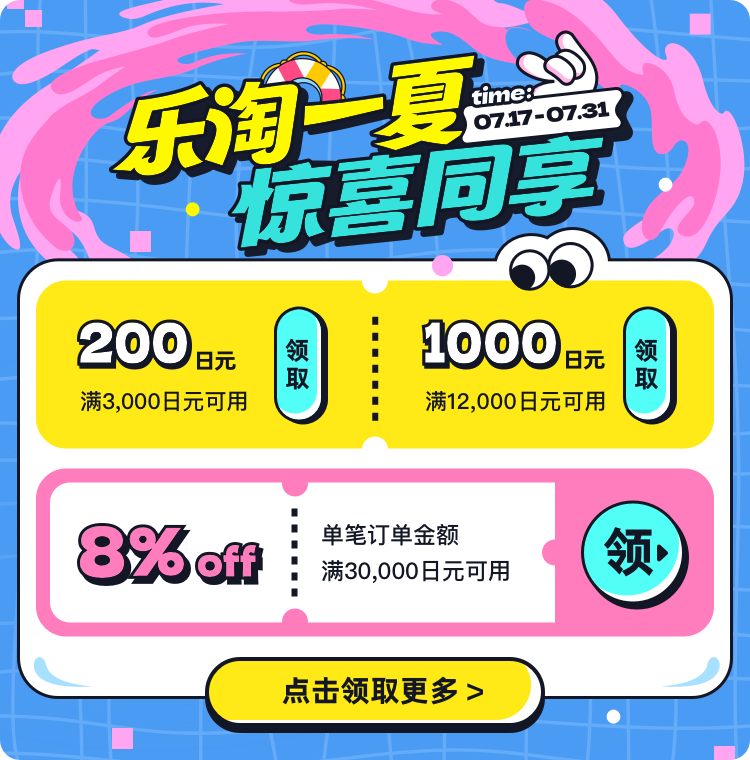 乐淘一夏
time:
07.17-07.31
惊喜同享
200日元
满3,000日元可用
领取
1000日元
满12,000日元可用
领取
8% off
单笔订单金额
满30,000日元可用
领
点击领取更多 >